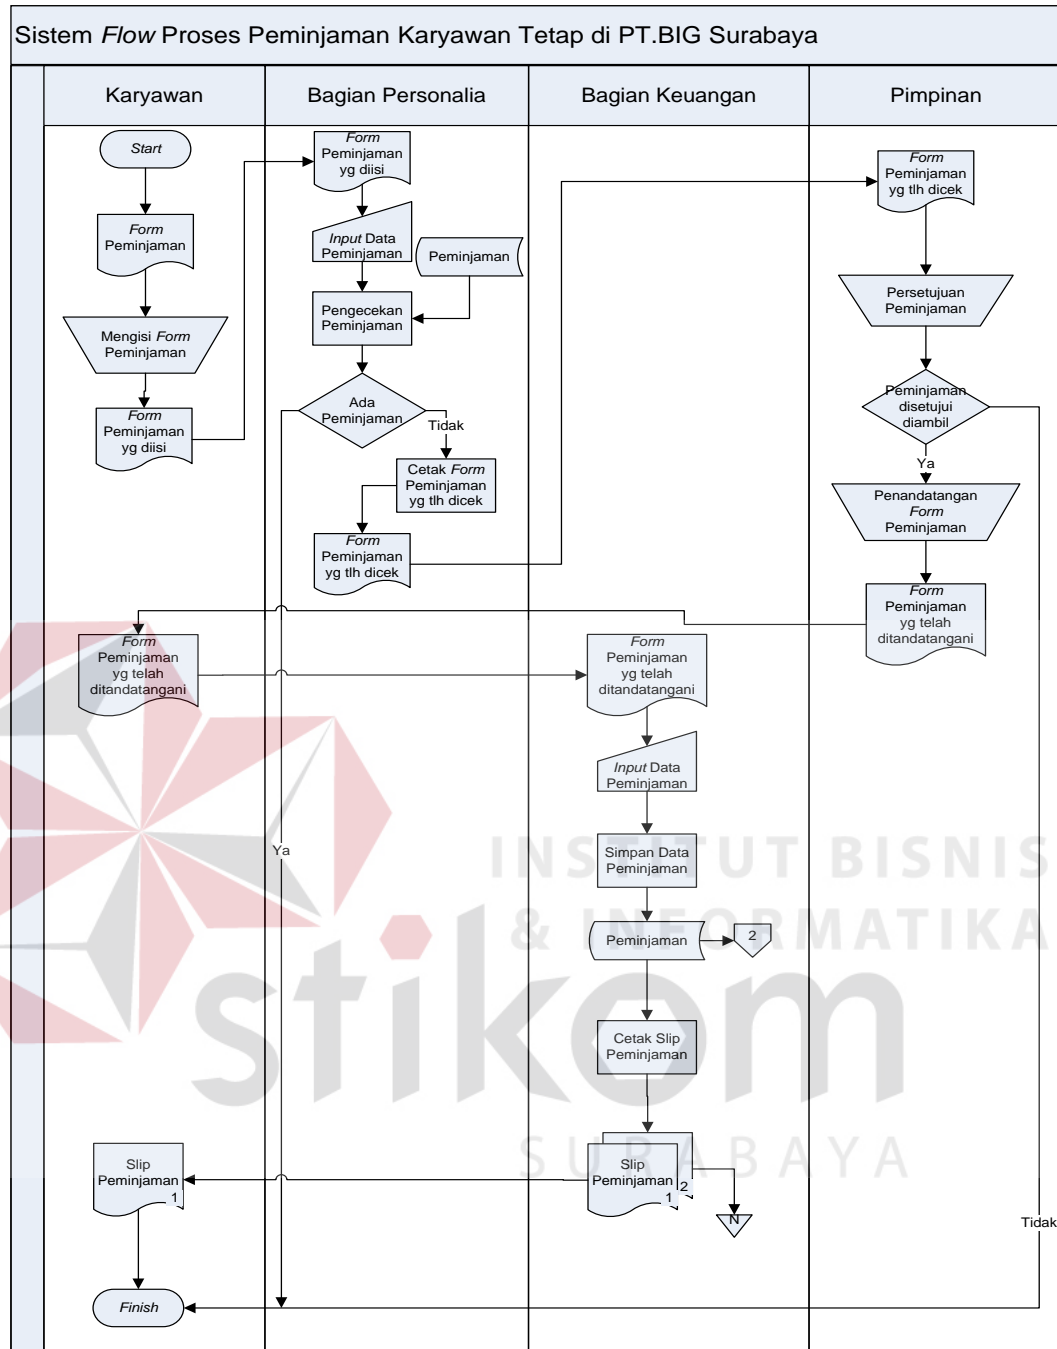 Sistem Flow Proses Peminjaman Karyawan Tetap di PT.BIG Surabaya
Karyawan
Bagian Personalia
Bagian Keuangan
Pimpinan
Start
Form
Peminjaman
Mengisi Form
Peminjaman
Form
Peminjaman
yg diisi
Form
Peminjaman
yg diisi
Input Data
Peminjaman
Peminjaman
Pengecekan
Peminjaman
Ada
Peminjaman
Tidak
Cetak Form
Peminjaman
yg tlh dicek
Form
Peminjaman
yg tlh dicek
Form
Peminjaman
yg tlh dicek
Persetujuan
Peminjaman
Peminjaman
disetujui
diambil
Ya
Penandatangan
Form
Peminjaman
Form
Peminjaman
yg telah
ditandatangani
Form
Peminjaman
yg telah
ditandatangani
Form
Peminjaman
yg telah
ditandatangani
Input Data
Peminjaman
Ya
Simpan Data
Peminjaman
Peminjaman
2
Cetak Slip
Peminjaman
Slip
Peminjaman
1
2
N
Slip
Peminjaman
1
Tidak
Finish
INSTITUT BISNIS
& INFORMATIKA
stikom
SURABAYA